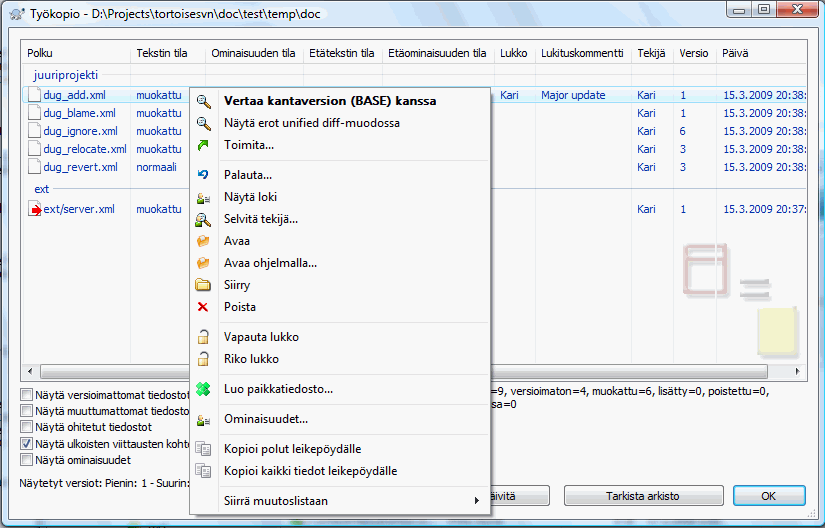 Työkopio - D:\Projects\tortoisesvn\doc\test\temp\doc
Polku Tekstin tila Ominaisuuden tila Etätekstin tila Etäominaisuuden tila Lukko Lukituskommentti Tekijä Versio Päivä
juuriprojekti
dug_add.xml muokattu Kari Major update Kari 1 15.3.2009 20:38:
dug_blame.xml muokattu Kari 1 15.3.2009 20:38:
dug_ignore.xml muokattu Kari 6 15.3.2009 20:38:
dug_relocate.xml muokattu Kari 3 15.3.2009 20:38:
dug_revert.xml normaali Kari 3 15.3.2009 20:38:
ext
ext/server.xml muokattu Kari 1 15.3.2009 20:37:
Vertaa kantaversion (BASE) kanssa
Näytä erot unified diff-muodossa
Toimita...
Palauta...
Näytä loki
Selvitä tekijä...
Avaa
Avaa ohjelmalla...
Siirry
Poista
Vapauta lukko
Riko lukko
Luo paikkatiedosto...
Ominaisuudet...
Kopioi polut leikepöydälle
Kopioi kaikki tiedot leikepöydälle
Siirrä muutoslistaan
Näytä versioimattomat tiedostot
Näytä muuttumattomat tiedosto
Näytä ohitetut tiedostot
Näytä ulkoisten viittausten koht
Näytä ominaisuudet
=9, versioimaton=4, muokattu=6, lisätty=0, poistettu=0,
sa=0
Näytetyt versiot: Pienin: 1 - Suurin:
ivitä Tarkista arkisto OK